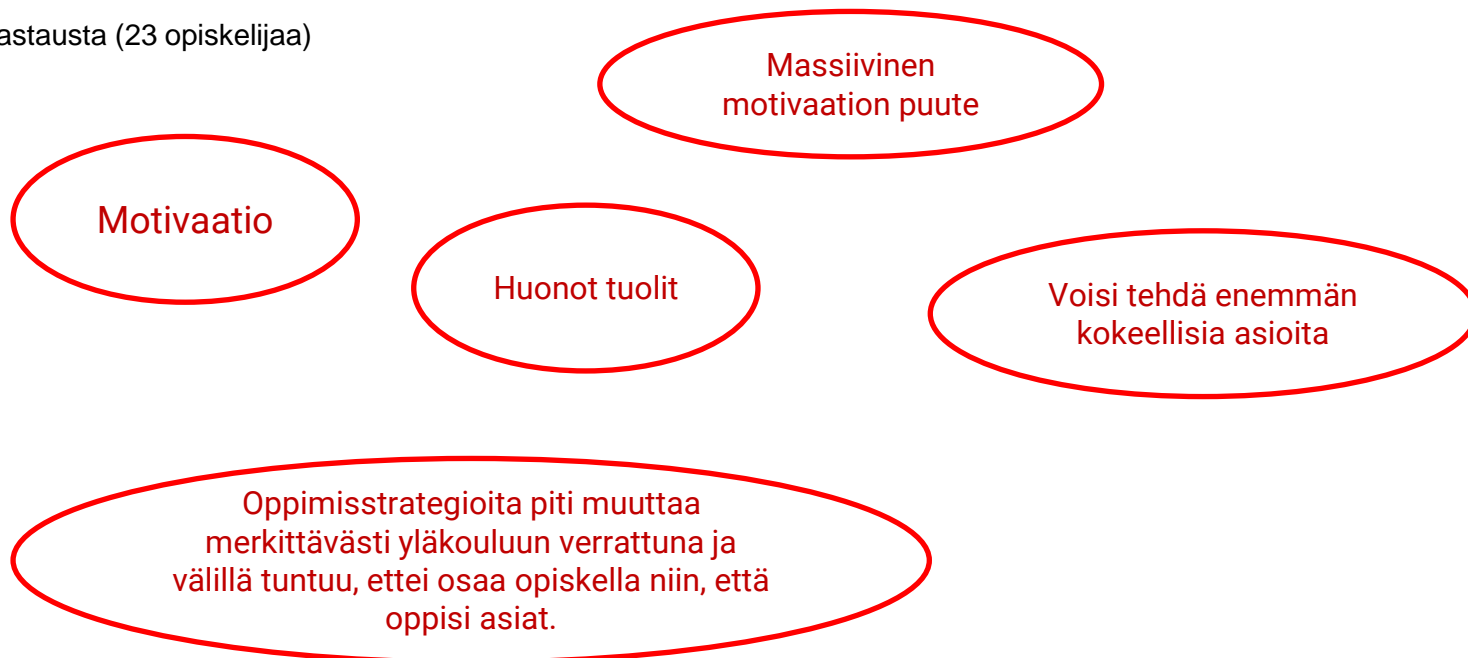 astausta (23 opiskelijaa)
Massiivinen
motivaation puute
Motivaatio
Huonot tuolit
Voisi tehdä enemmän
kokeellisia asioita
Oppimisstrategioita piti muuttaa
merkittävästi yläkouluun verrattuna ja
välillä tuntuu, ettei osaa opiskella niin, että
oppisi asiat.